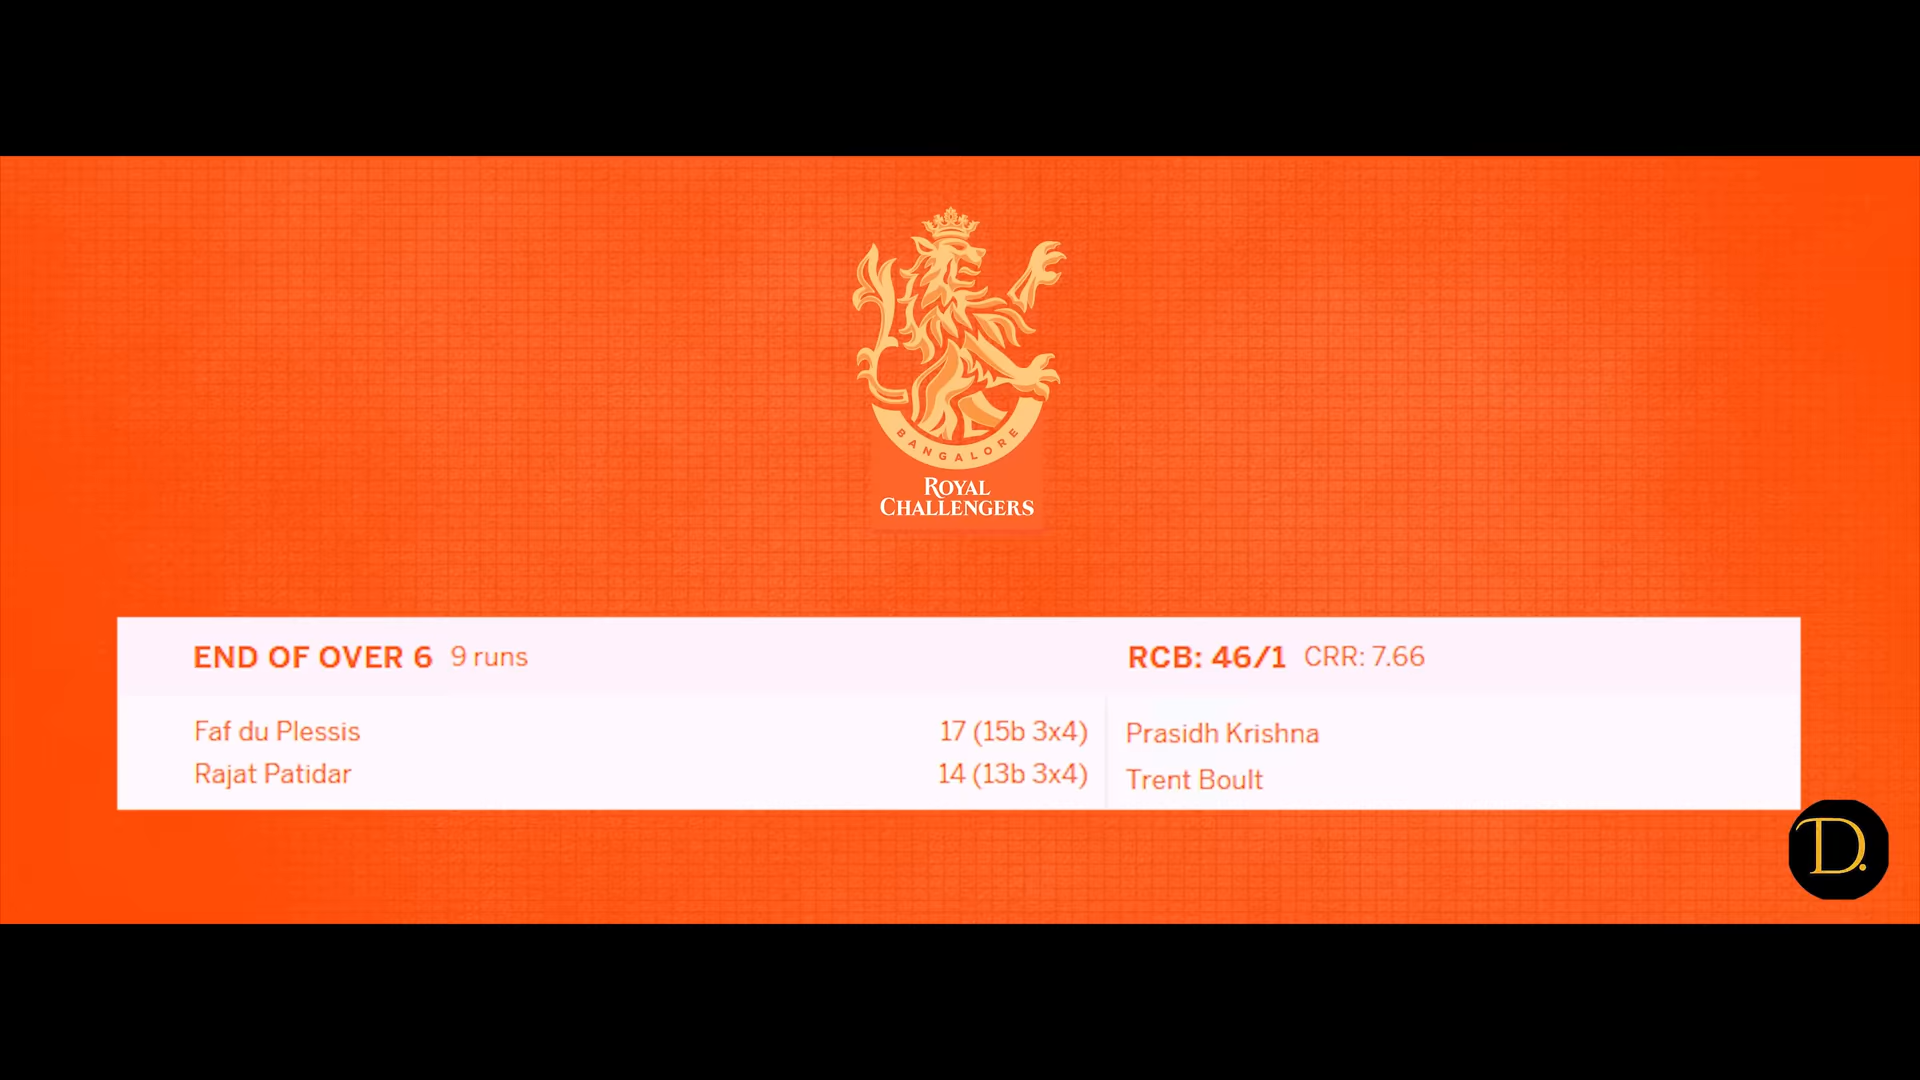 BANGALORE
ROYAL
CHALLENGERS
END OF OVER 6 9 runs RCB: 46/1 CRR: 7.66
Faf du Plessis 17 (15b 3x4) Prasidh Krishna
Rajat Patidar 14 (13b 3x4) Trent Boult
D.